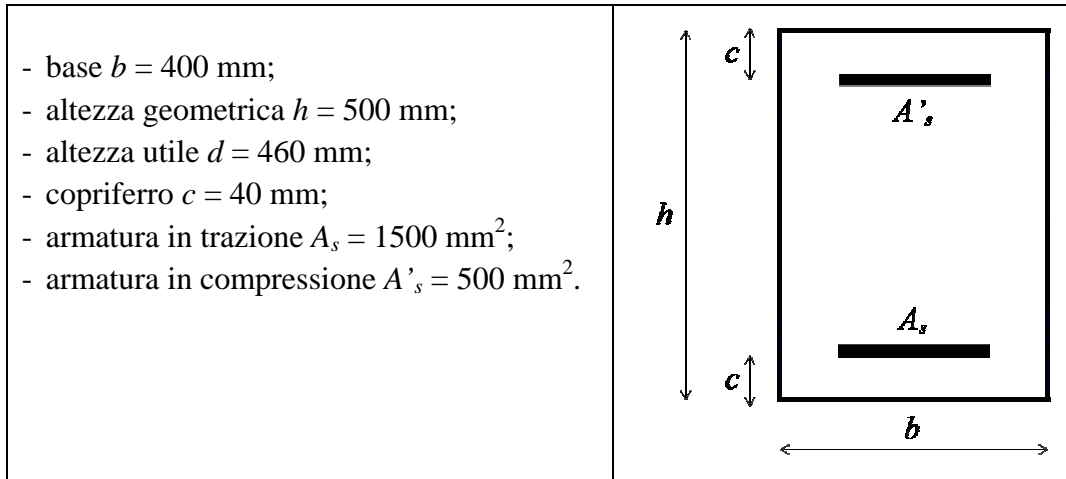 - base b = 400 mm;
- altezza geometrica h = 500 mm;
- altezza utile d = 460 mm;
- copriferro c = 40 mm;
- armatura in trazione Aₛ = 1500 mm²;
- armatura in compressione A’ₛ = 500 mm².
c
A’ₛ
h
Aₛ
c
b